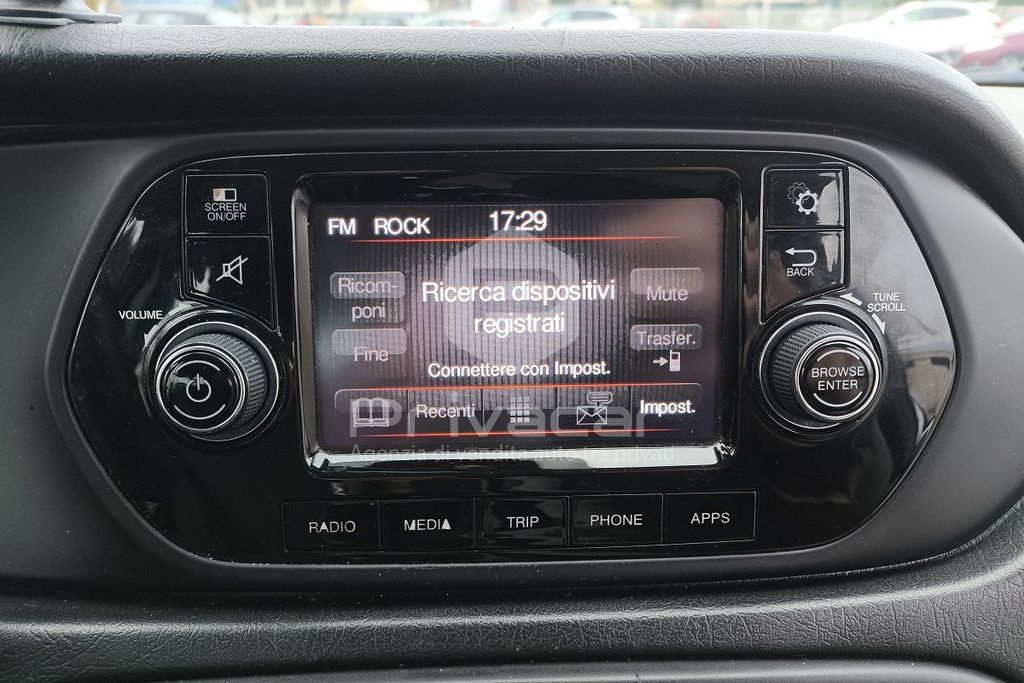 SCREEN
ON/OFF
FM ROCK 17:29
Ricom-
poni
Ricerca dispositivi
registrati
Mute
BACK
VOLUME
TUNE
SCROLL
Fine
Trasfer.
Connettere con Impost.
BROWSE
ENTER
Recenti
Impost.
Privacar
Agenzia di vendita auto tra privati
RADIO
MEDIA
TRIP
PHONE
APPS